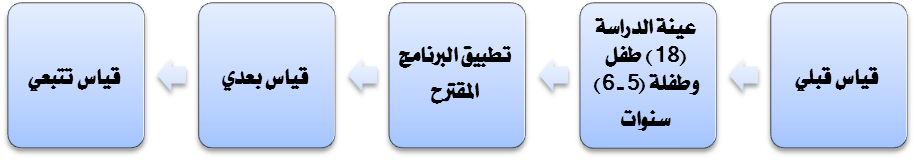 قياس قبلي
عينة الدراسة
(18) طفل
وطفلة (5 ـ 6)
سنوات
تطبيق البرنامج
المقترح
قياس بعدي
قياس تتبعي